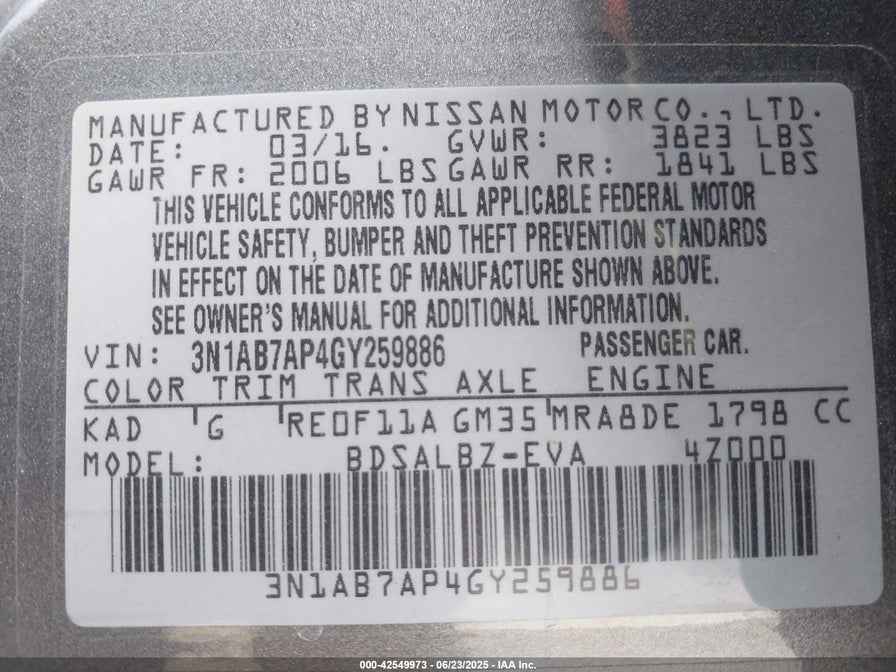 MANUFACTURED BY NISSAN MOTOR CO., LTD.
DATE: 03/16. GVWR: 3823 LBS
GAWR FR: 2006 LBS GAWR RR: 1841 LBS
THIS VEHICLE CONFORMS TO ALL APPLICABLE FEDERAL MOTOR
VEHICLE SAFETY, BUMPER AND THEFT PREVENTION STANDARDS
IN EFFECT ON THE DATE OF MANUFACTURE SHOWN ABOVE.
SEE OWNER'S MANUAL FOR ADDITIONAL INFORMATION.
VIN: 3N1AB7AP4GY259886 PASSENGER CAR.
COLOR TRIM TRANS AXLE ENGINE
KAD G RE0F11A GM35 MRA8DE 1798 CC
MODEL: BDSALBZ-EVA 4Z000
3N1AB7AP4GY259886
000-42549973 - 06/23/2025 - IAA Inc.